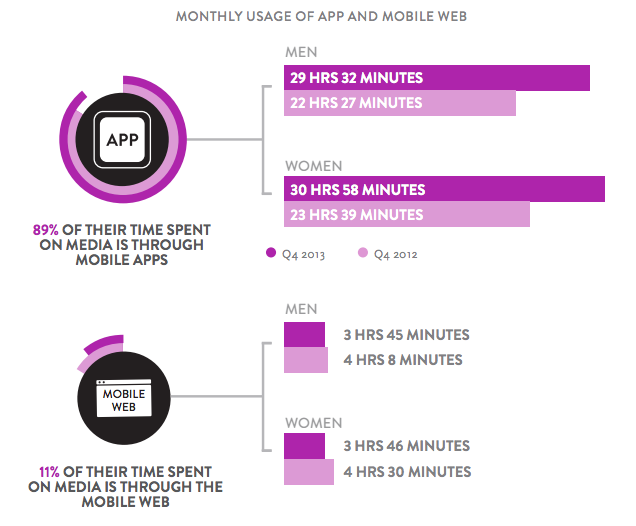 MONTHLY USAGE OF APP AND MOBILE WEB
MEN
29 HRS 32 MINUTES
22 HRS 27 MINUTES
APP
WOMEN
30 HRS 58 MINUTES
23 HRS 39 MINUTES
89% OF THEIR TIME SPENT
ON MEDIA IS THROUGH
MOBILE APPS
Q4 2013 Q4 2012
MEN
3 HRS 45 MINUTES
4 HRS 8 MINUTES
MOBILE
WEB
WOMEN
3 HRS 46 MINUTES
4 HRS 30 MINUTES
11% OF THEIR TIME SPENT
ON MEDIA IS THROUGH THE
MOBILE WEB